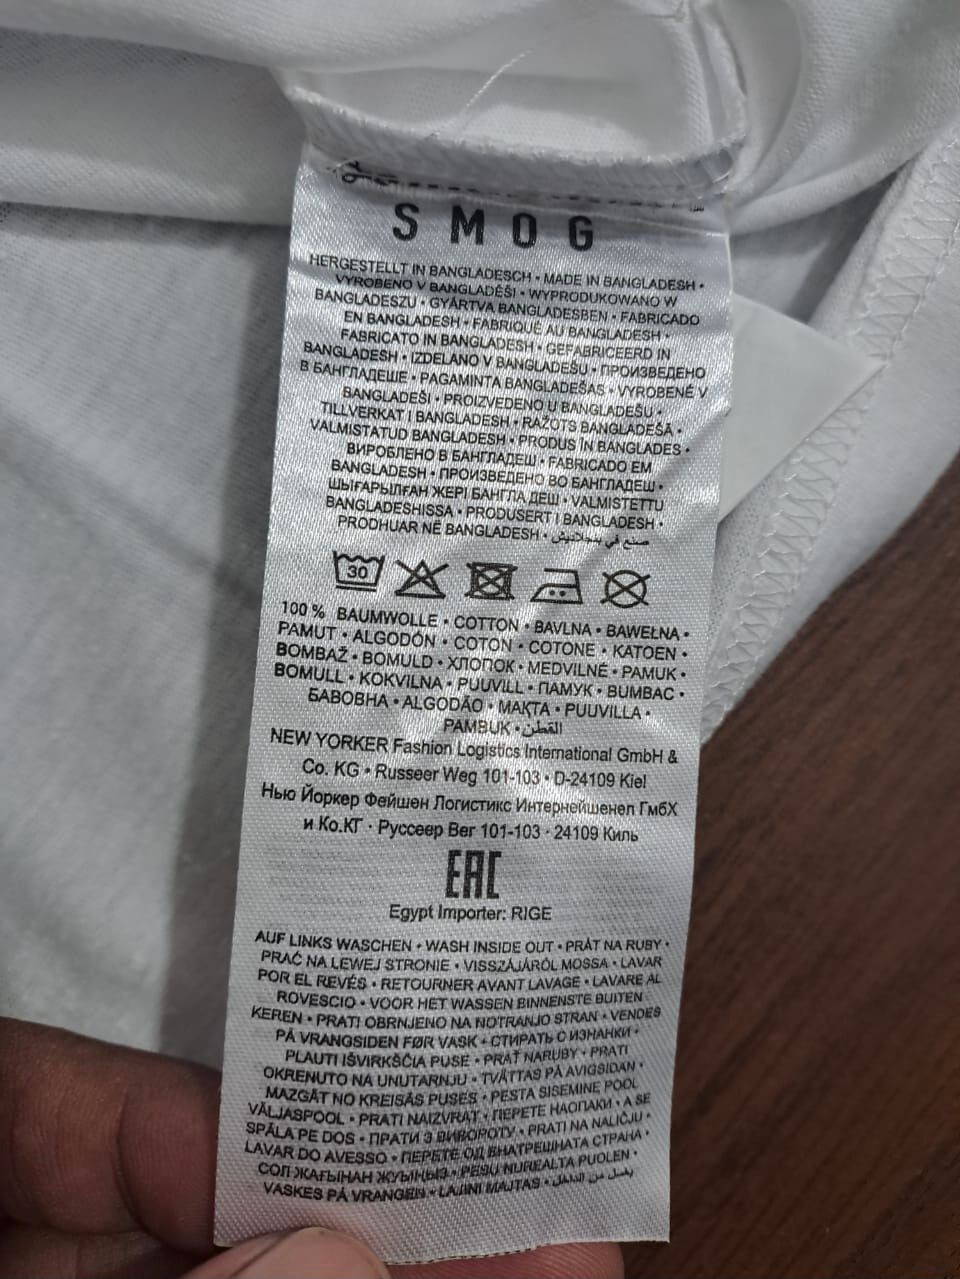 SMOG
HERGESTELLT IN BANGLADESCH • MADE IN BANGLADESH •
VYROBENO V BANGLADÉŠI • WYPRODUKOWANO W
BANGLADESZU • GYÁRTVA BANGLADESBEN • FABRICADO
EN BANGLADESH • FABRIQUÉ AU BANGLADESH •
FABRICATO IN BANGLADESH • GEFABRICEERD IN
BANGLADESH • IZDELANO V BANGLADEŠU • ПРОИЗВЕДЕНО
В БАНГЛАДЕШЕ • PAGAMINTA BANGLADEŠAS • VYROBENÉ V
BANGLADEŠI • PROIZVEDENO U BANGLADEŠU •
TILLVERKAT I BANGLADESH • RAŽOTS BANGLADEŠĀ •
VALMISTATUD BANGLADESH • PRODUS ÎN BANGLADES •
ВИРОБЛЕНО В БАНГЛАДЕШ • FABRICADO EM
BANGLADESH • ПРОИЗВЕДЕНО ВО БАНГЛАДЕШ •
ШЫҒАРЫЛҒАН ЖЕРІ БАНГЛА ДЕШ • VALMISTETTU
BANGLADESHISSA • PRODUSERT I BANGLADESH •
PRODHUAR NË BANGLADESH • صنع في بنجلاديش
30
100 % BAUMWOLLE • COTTON • BAVLNA • BAWEŁNA •
PAMUT • ALGODÓN • COTON • COTONE • KATOEN •
BOMBAŽ • BOMULD • ХЛОПОК • MEDVILNĖ • PAMUK •
BOMULL • KOKVILNA • PUUVILL • ПАМУК • BUMBAC •
БАВОВНА • ALGODÃO • МАҚТА • PUUVILLA •
PAMBUK • القطن
NEW YORKER Fashion Logistics International GmbH &
Co. KG • Russeer Weg 101-103 • D-24109 Kiel
Нью Йоркер Фейшен Логистикс Интернейшенел ГмбХ
и Ко.КГ • Руссеер Вег 101-103 • 24109 Киль
EAC
Egypt Importer: RIGE
AUF LINKS WASCHEN • WASH INSIDE OUT • PRÁT NA RUBY •
PRAĆ NA LEWEJ STRONIE • VISSZÁJÁRÓL MOSSA • LAVAR
POR EL REVÉS • RETOURNER AVANT LAVAGE • LAVARE AL
ROVESCIO • VOOR HET WASSEN BINNENSTE BUITEN
KEREN • PRATI OBRNJENO NA NOTRANJO STRAN • VENDES
PÅ VRANGSIDEN FØR VASK • СТИРАТЬ С ИЗНАНКИ •
PLAUTI IŠVIRKŠČIA PUSE • PRAŤ NARUBY • PRATI
OKRENUTO NA UNUTARNJU • TVÄTTAS PÅ AVIGSIDAN •
MAZGĀT NO KREISĀS PUSES • PESTA SISEMINE POOL
VÄLJASPOOL • PRATI NAIZVRAT • ПЕРЕТЕ НАОПАКИ • A SE
SPĂLA PE DOS • ПРАТИ З ВИВОРОТУ • PRATI NA NALIČJU •
LAVAR DO AVESSO • ПЕРЕТЕ ОД ВНАТРЕШНАТА СТРАНА •
СОЛ ЖАҒЫНАН ЖУЫҢЫЗ • PESU NUREALTA PUOLEN •
VASKES PÅ VRANGEN • LAJINI MAJTAS • يغسل من الداخل